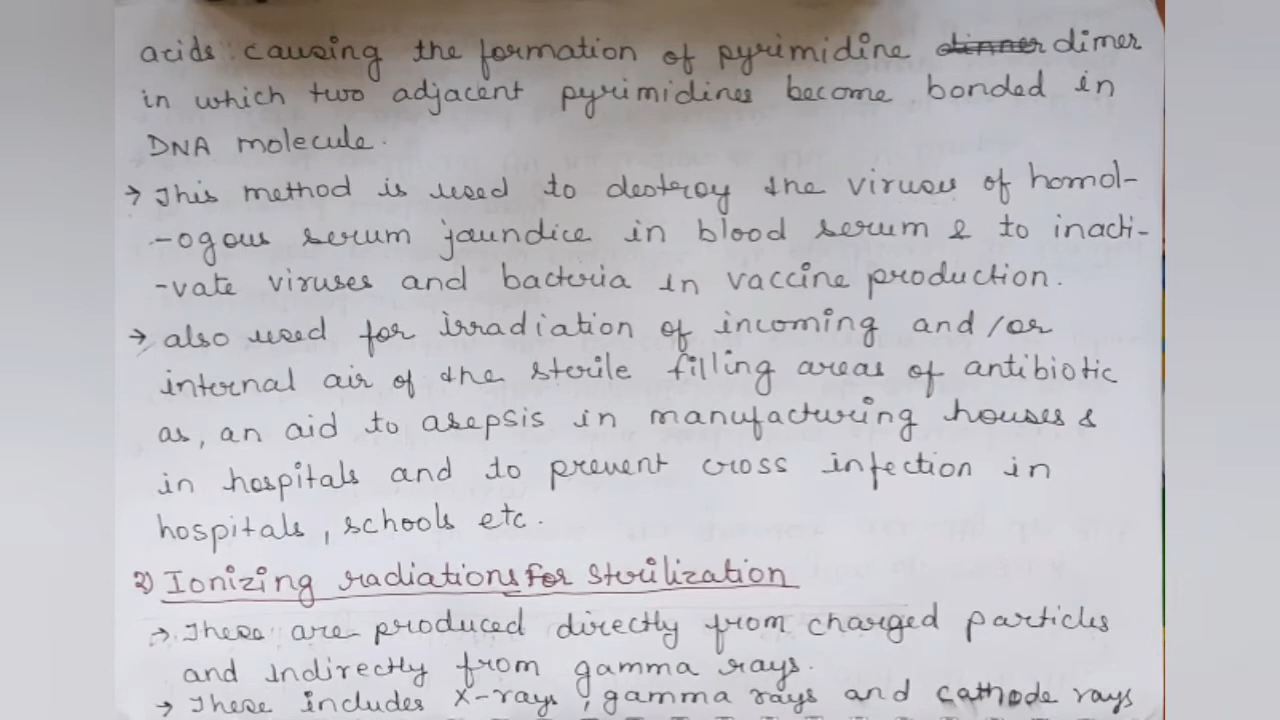 acids causing the formation of pyrimidine dinner dimer
in which two adjacent pyrimidines become bonded in
DNA molecule.
→ This method is used to destroy the viruses of homol-
-ogous serum jaundice in blood serum & to inacti-
-vate viruses and bacteria in vaccine production.
→ also used for irradiation of incoming and/or
internal air of the sterile filling areas of antibiotic
as, an aid to asepsis in manufacturing houses &
in hospitals and to prevent cross infection in
hospitals, schools etc.
2) Ionizing radiations for sterilization
→ These are produced directly from charged particles
and indirectly from gamma rays.
→ These includes X-rays, gamma rays and cathode rays